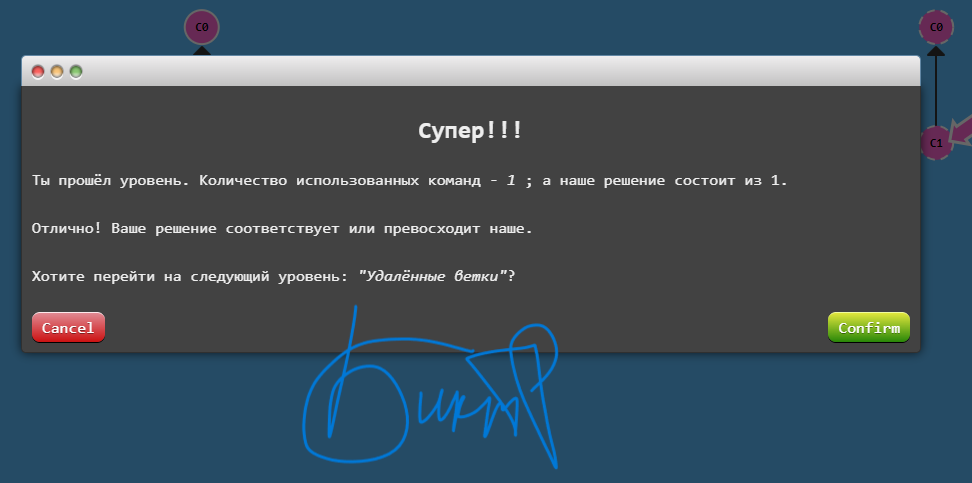 C0
C0
C1
Супер!!!
Ты прошёл уровень. Количество использованных команд - 1 ; а наше решение состоит из 1.
Отлично! Ваше решение соответствует или превосходит наше.
Хотите перейти на следующий уровень: "Удалённые ветки"?
Cancel
Confirm